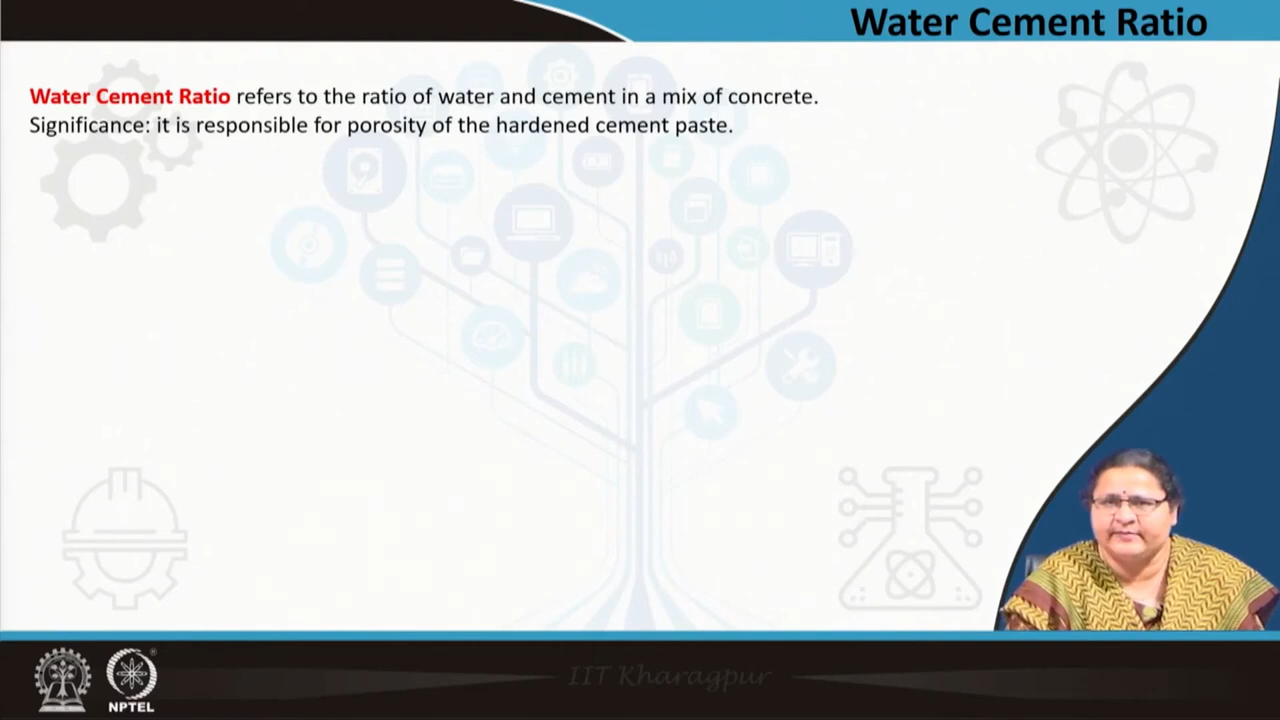 Water Cement Ratio
Water Cement Ratio refers to the ratio of water and cement in a mix of concrete.
Significance: it is responsible for porosity of the hardened cement paste.
IIT Kharagpur
NPTEL